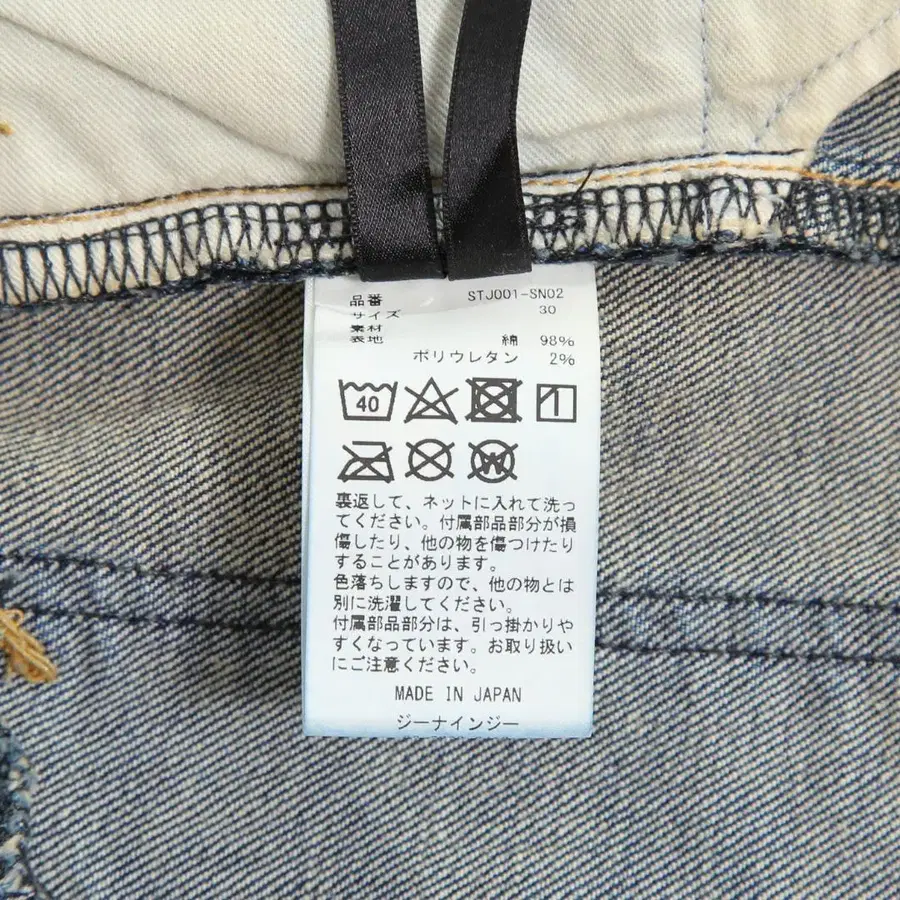 品番 STJ001-SN02
サイズ 30
素材
表地 綿 98%
ポリウレタン 2%
40
W
裏返して、ネットに入れて洗っ
てください。付属部品部分が損
傷したり、他の物を傷つけたり
することがあります。
色落ちしますので、他の物とは
別に洗濯してください。
付属部品部分は、引っ掛かりや
すくなっています。お取り扱い
にご注意ください。
MADE IN JAPAN
ジーナインジー